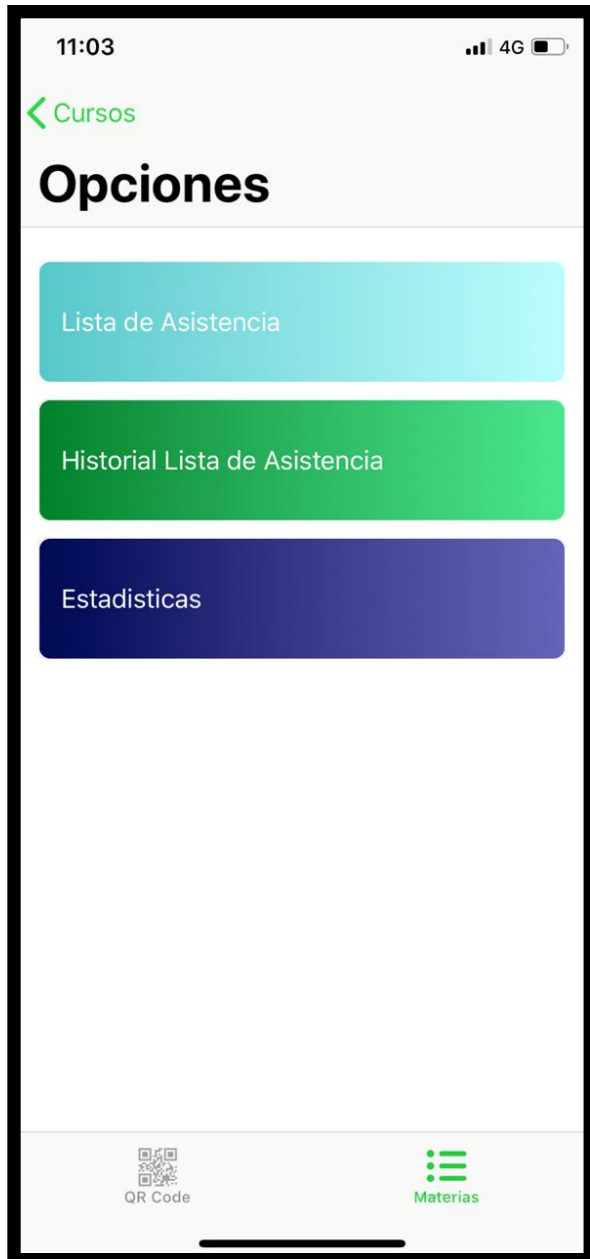 11:03
4G
Cursos
Opciones
Lista de Asistencia
Historial Lista de Asistencia
Estadisticas
QR Code
Materias